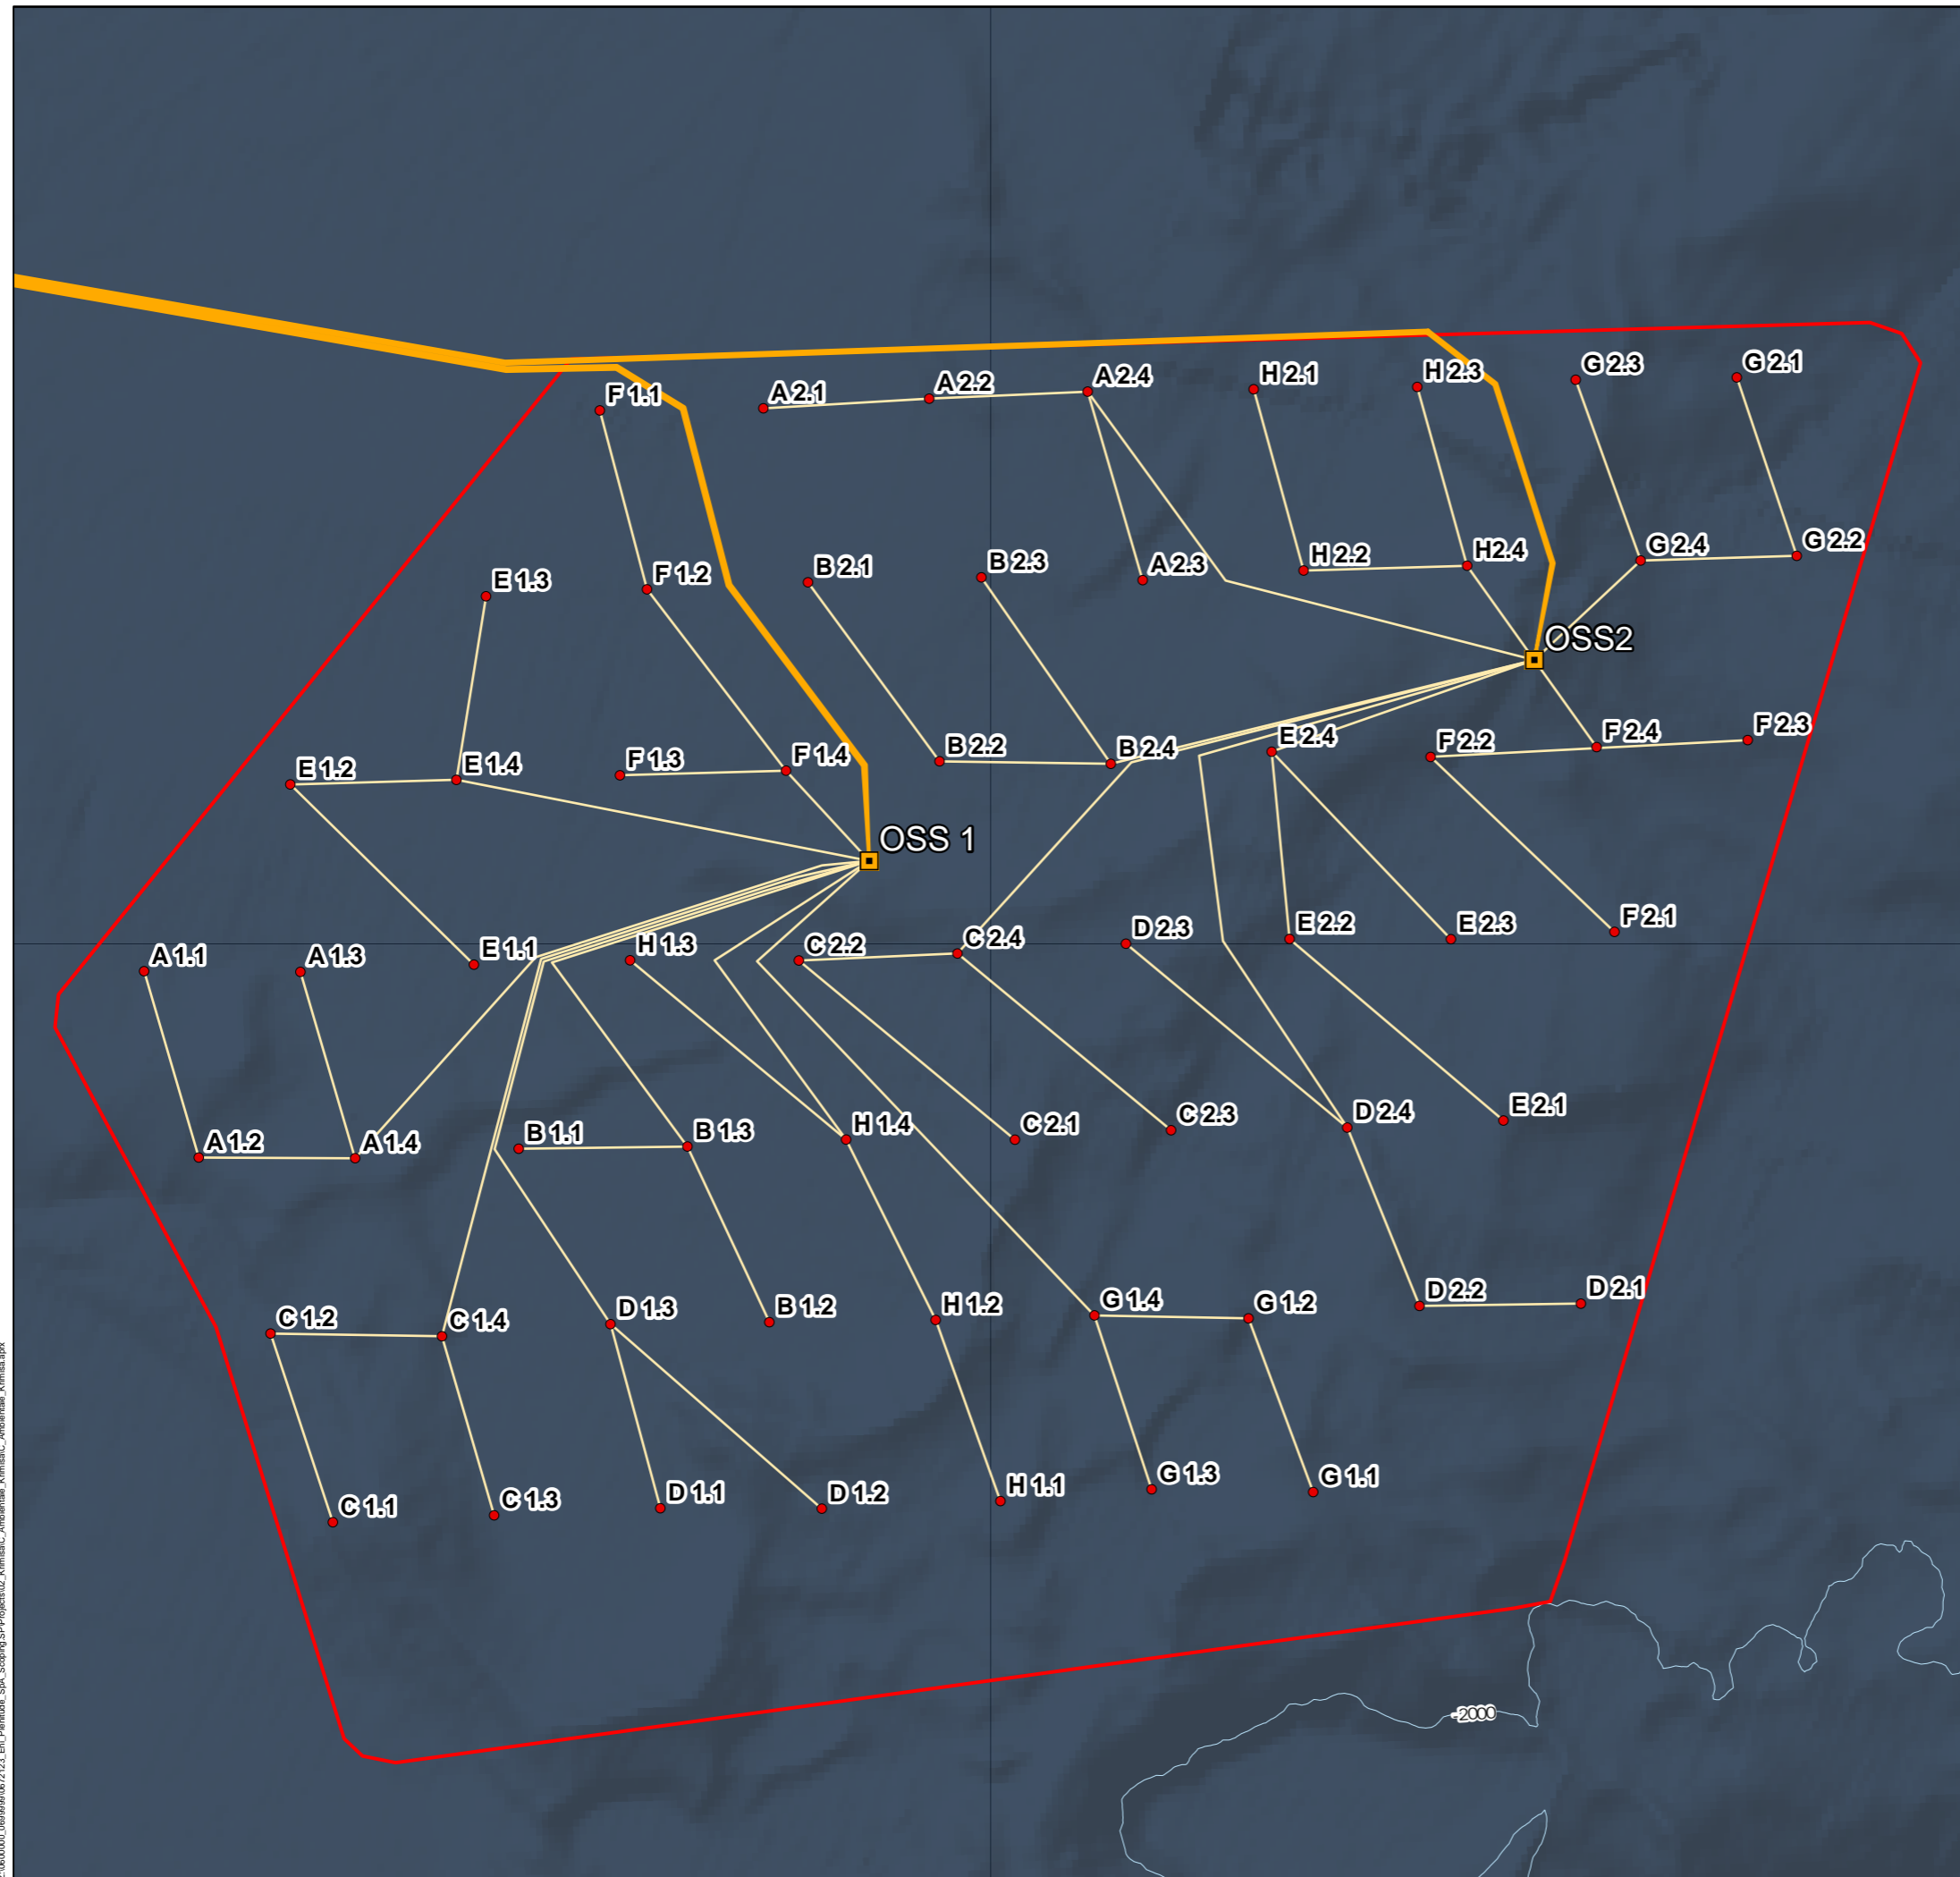 F 1.1
A 2.1
A 2.2
A 2.4
H 2.1
H 2.3
G 2.3
G 2.1
E 1.3
F 1.2
B 2.1
B 2.3
A 2.3
H 2.2
H2.4
G 2.4
G 2.2
OSS2
E 1.2
E 1.4
F 1.3
F 1.4
B 2.2
B 2.4
E 2.4
F 2.2
F 2.4
F 2.3
OSS 1
A 1.1
A 1.3
E 1.1
H 1.3
C 2.2
C 2.4
D 2.3
E 2.2
E 2.3
F 2.1
A 1.2
A 1.4
B 1.1
B 1.3
H 1.4
C 2.1
C 2.3
D 2.4
E 2.1
C 1.2
C 1.4
D 1.3
B 1.2
H 1.2
G 1.4
G 1.2
D 2.2
D 2.1
C 1.1
C 1.3
D 1.1
D 1.2
H 1.1
G 1.3
G 1.1
-2000